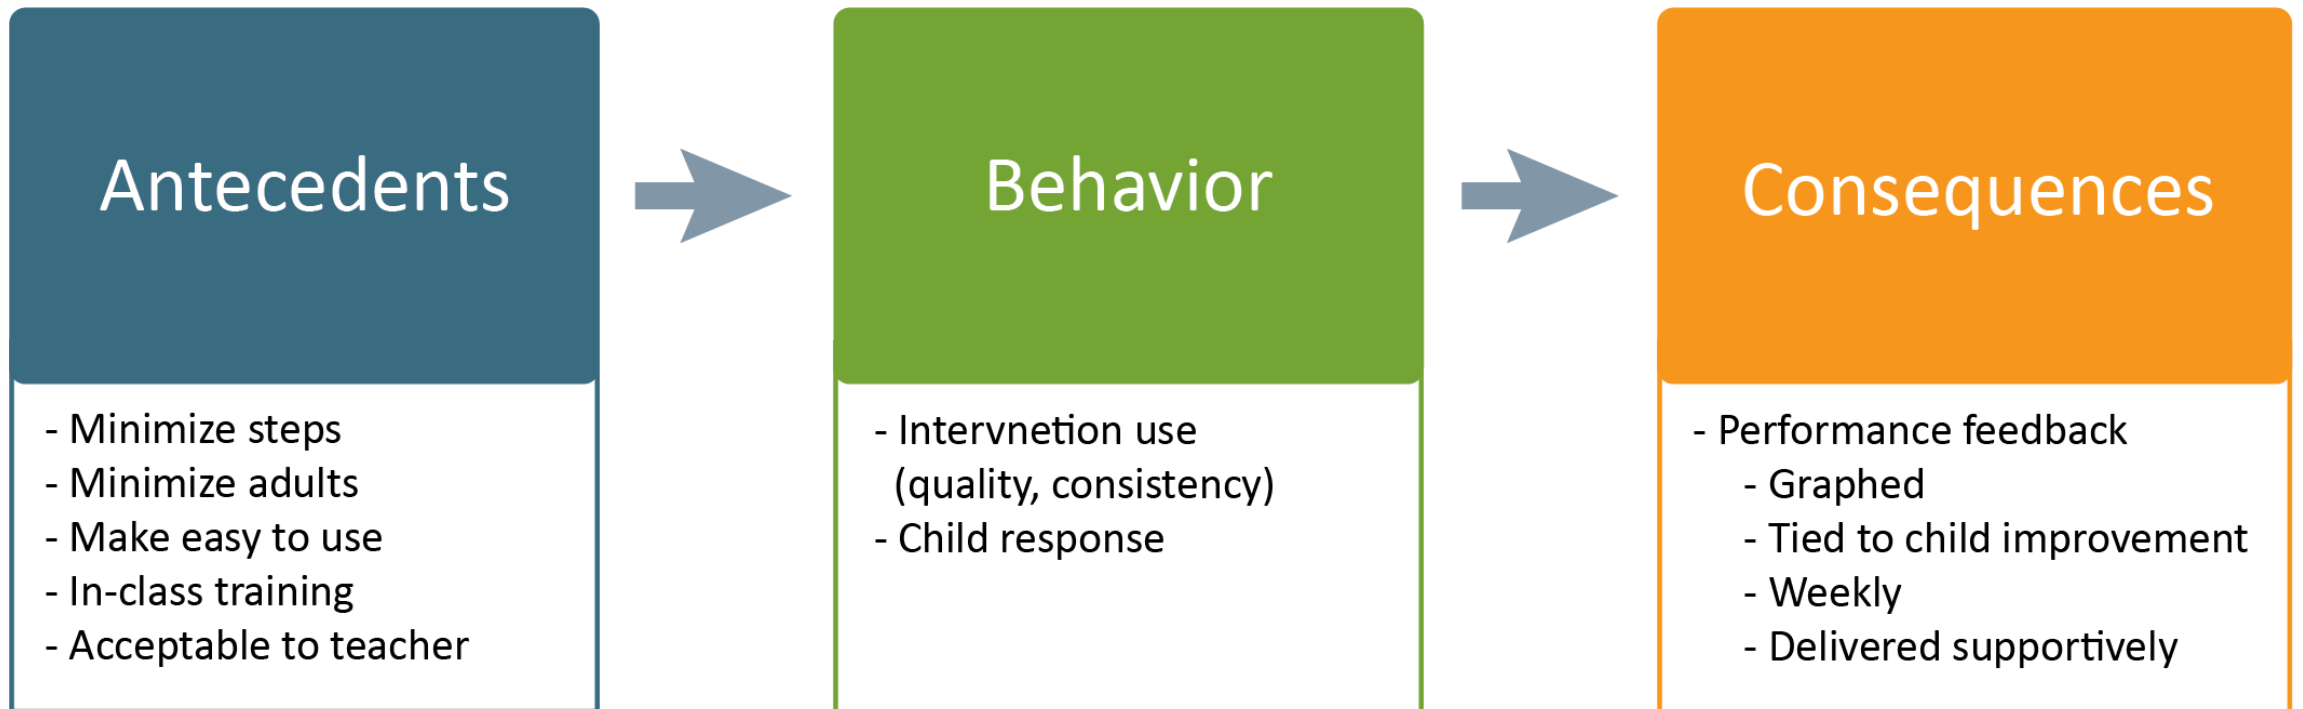 Antecedents
- Minimize steps
- Minimize adults
- Make easy to use
- In-class training
- Acceptable to teacher
Behavior
- Intervnetion use
(quality, consistency)
- Child response
Consequences
- Performance feedback
- Graphed
- Tied to child improvement
- Weekly
- Delivered supportively